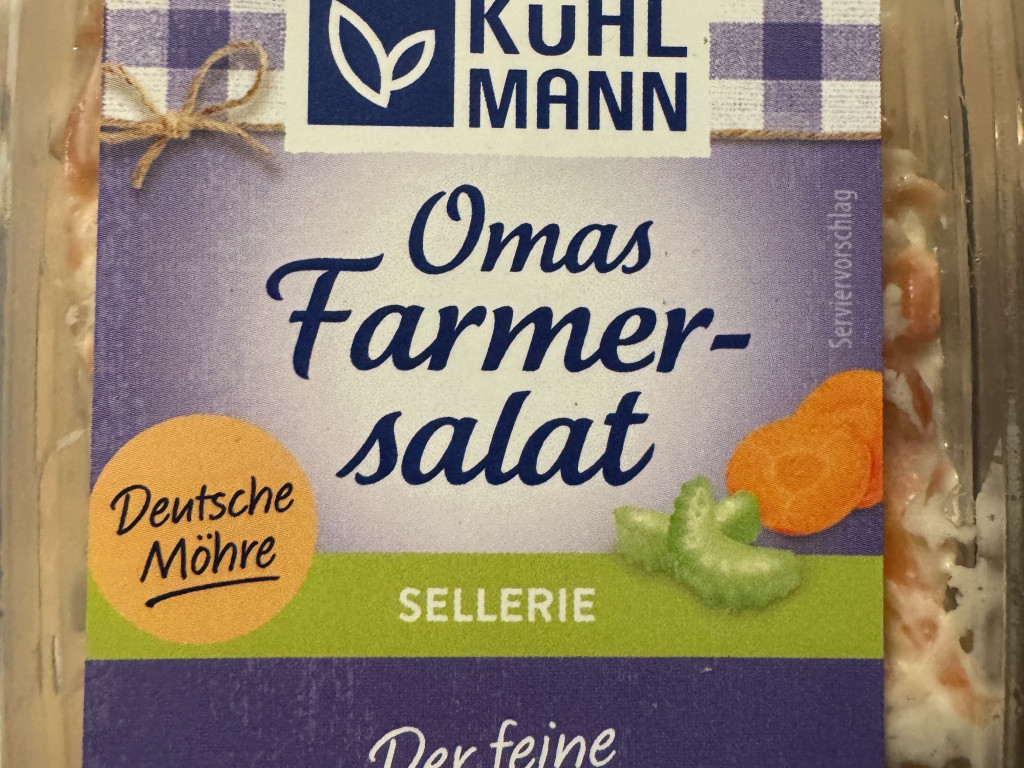 KÜHL
MANN
Omas
Farmer-
salat
Serviervorschlag
Deutsche
Möhre
SELLERIE
Der feine